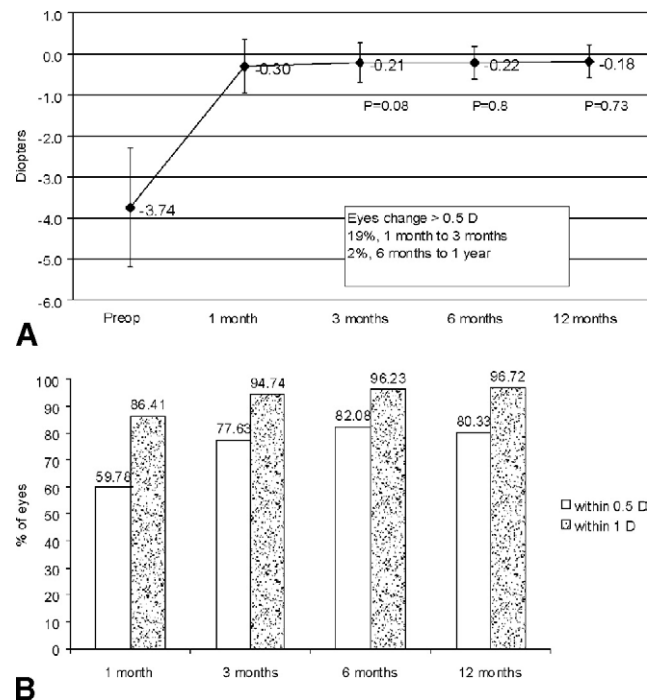 1.0
0.0
-1.0
-2.0
-3.0
-4.0
-5.0
-6.0
Diopters
-3.74
-0.30
-0.21
-0.22
-0.18
P=0.08
P=0.8
P=0.73
Eyes change > 0.5 D
19%, 1 month to 3 months
2%, 6 months to 1 year
Preop
1 month
3 months
6 months
12 months
A
100
90
80
70
60
50
40
30
20
10
0
% of eyes
59.78
86.41
77.63
94.74
82.08
96.23
80.33
96.72
within 0.5 D
within 1 D
1 month
3 months
6 months
12 months
B